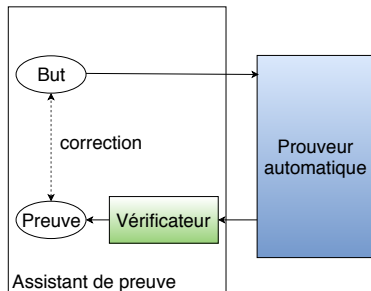 But
correction
Prouveur
automatique
Preuve
Vérificateur
Assistant de preuve